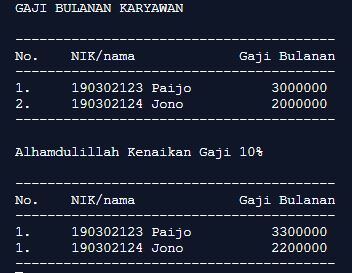 GAJI BULANAN KARYAWAN
----------------------------------------
No. NIK/nama Gaji Bulanan
----------------------------------------
1. 190302123 Paijo 3000000
2. 190302124 Jono 2000000
----------------------------------------
Alhamdulillah Kenaikan Gaji 10%
----------------------------------------
No. NIK/nama Gaji Bulanan
----------------------------------------
1. 190302123 Paijo 3300000
1. 190302124 Jono 2200000
----------------------------------------